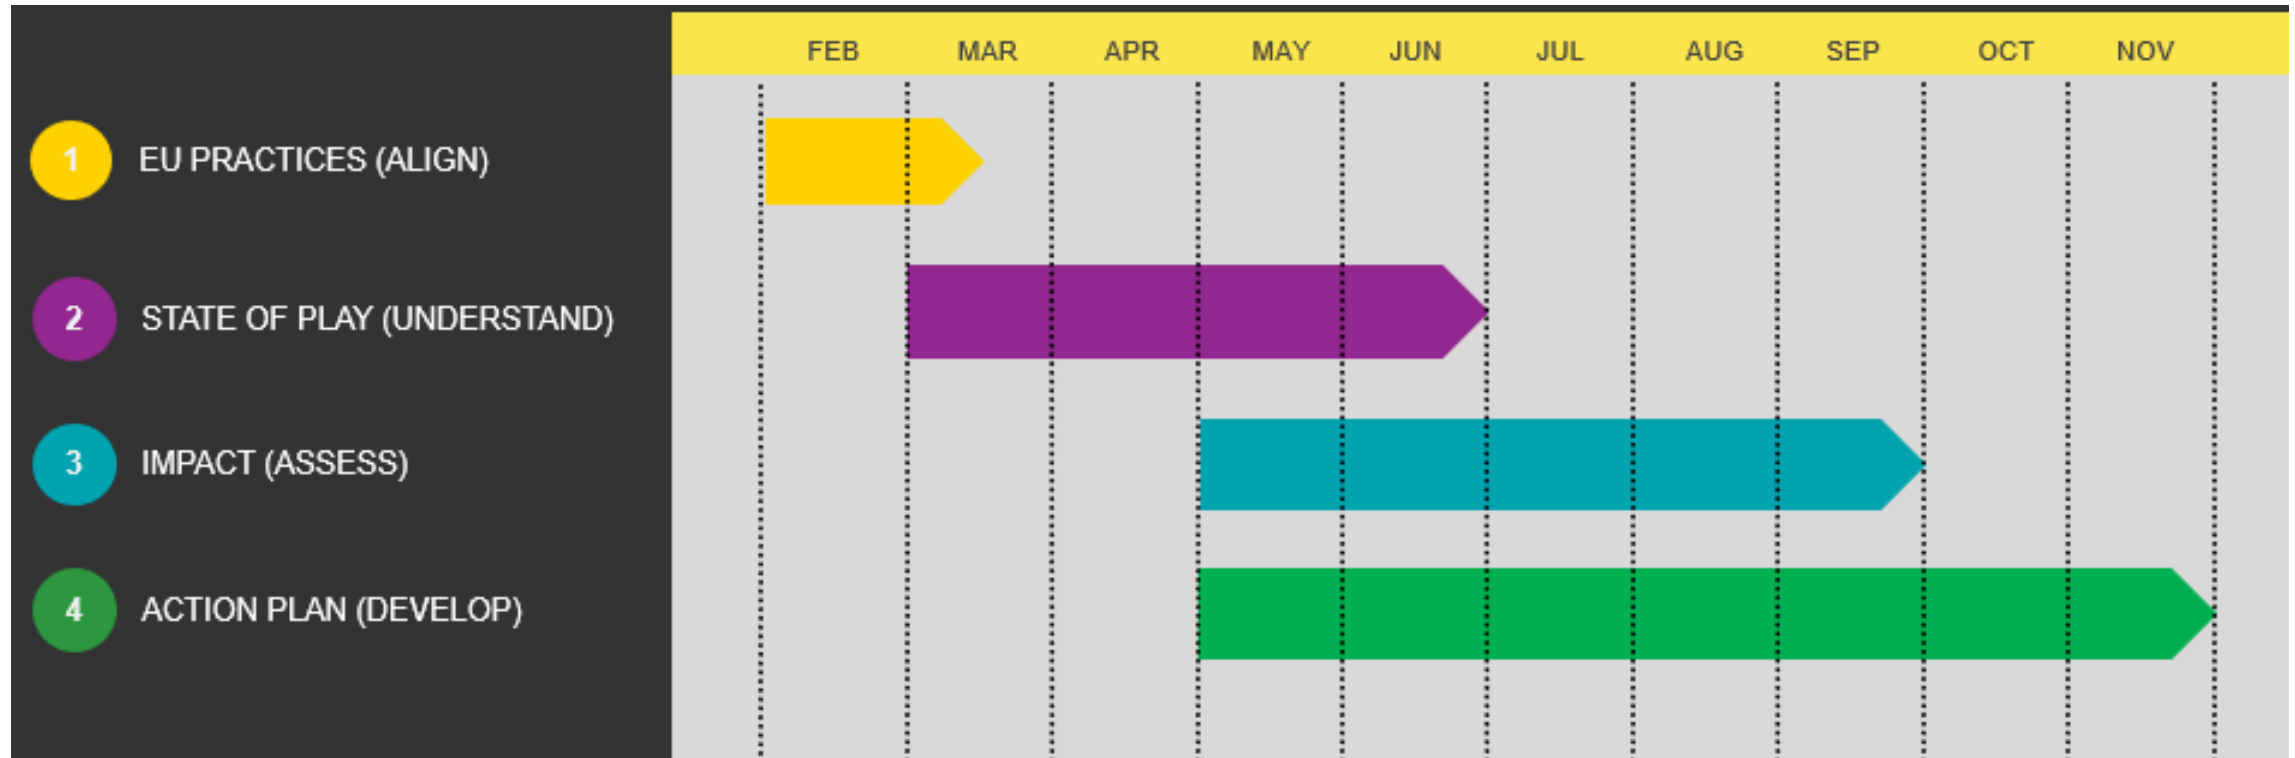 FEB MAR APR MAY JUN JUL AUG SEP OCT NOV
1 EU PRACTICES (ALIGN)
2 STATE OF PLAY (UNDERSTAND)
3 IMPACT (ASSESS)
4 ACTION PLAN (DEVELOP)